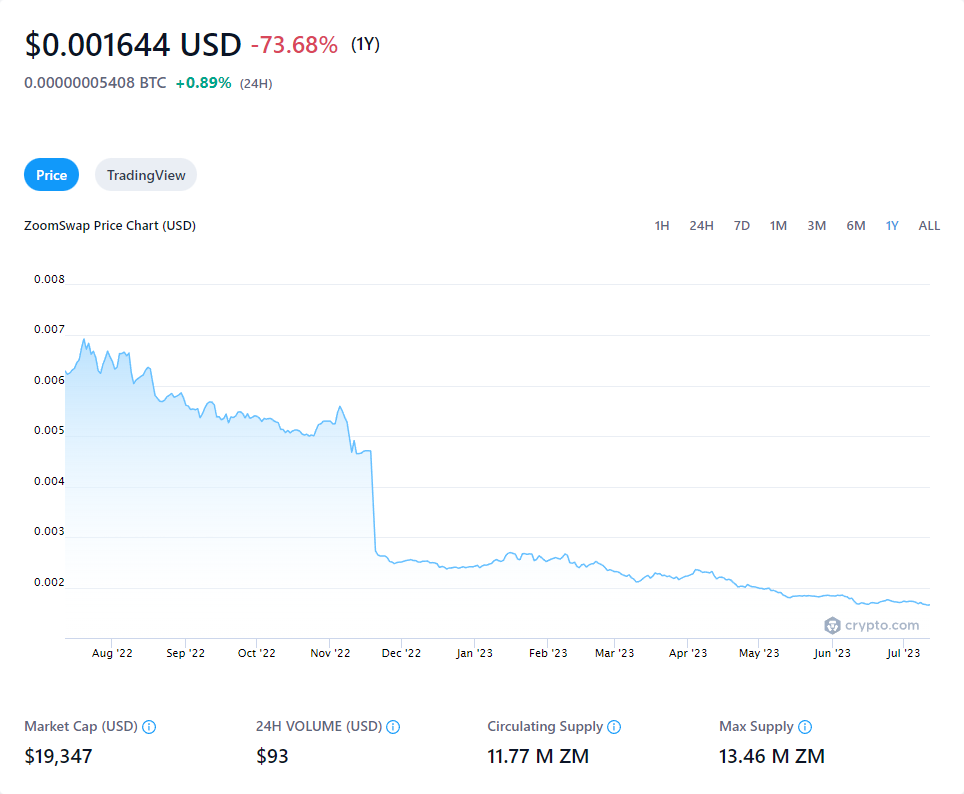 $0.001644 USD -73.68% (1Y)
0.00000005408 BTC +0.89% (24H)
Price TradingView
ZoomSwap Price Chart (USD) 1H 24H 7D 1M 3M 6M 1Y ALL
0.008
0.007
0.006
0.005
0.004
0.003
0.002
crypto.com
Aug '22 Sep '22 Oct '22 Nov '22 Dec '22 Jan '23 Feb '23 Mar '23 Apr '23 May '23 Jun '23 Jul '23
Market Cap (USD) 24H VOLUME (USD) Circulating Supply Max Supply
$19,347 $93 11.77 M ZM 13.46 M ZM